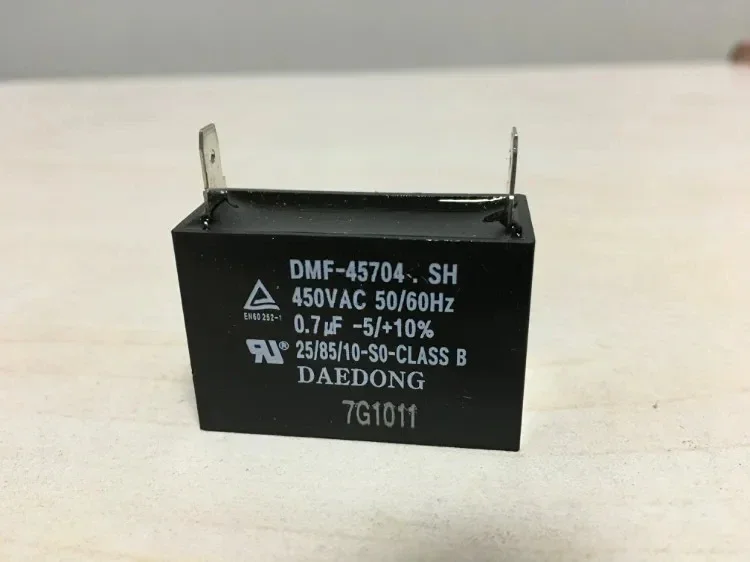 DMF-45704 . SH
450VAC 50/60Hz
EN60 252-1
0.7µF -5/+10%
RU® 25/85/10-S0-CLASS B
DAEDONG
7G1011